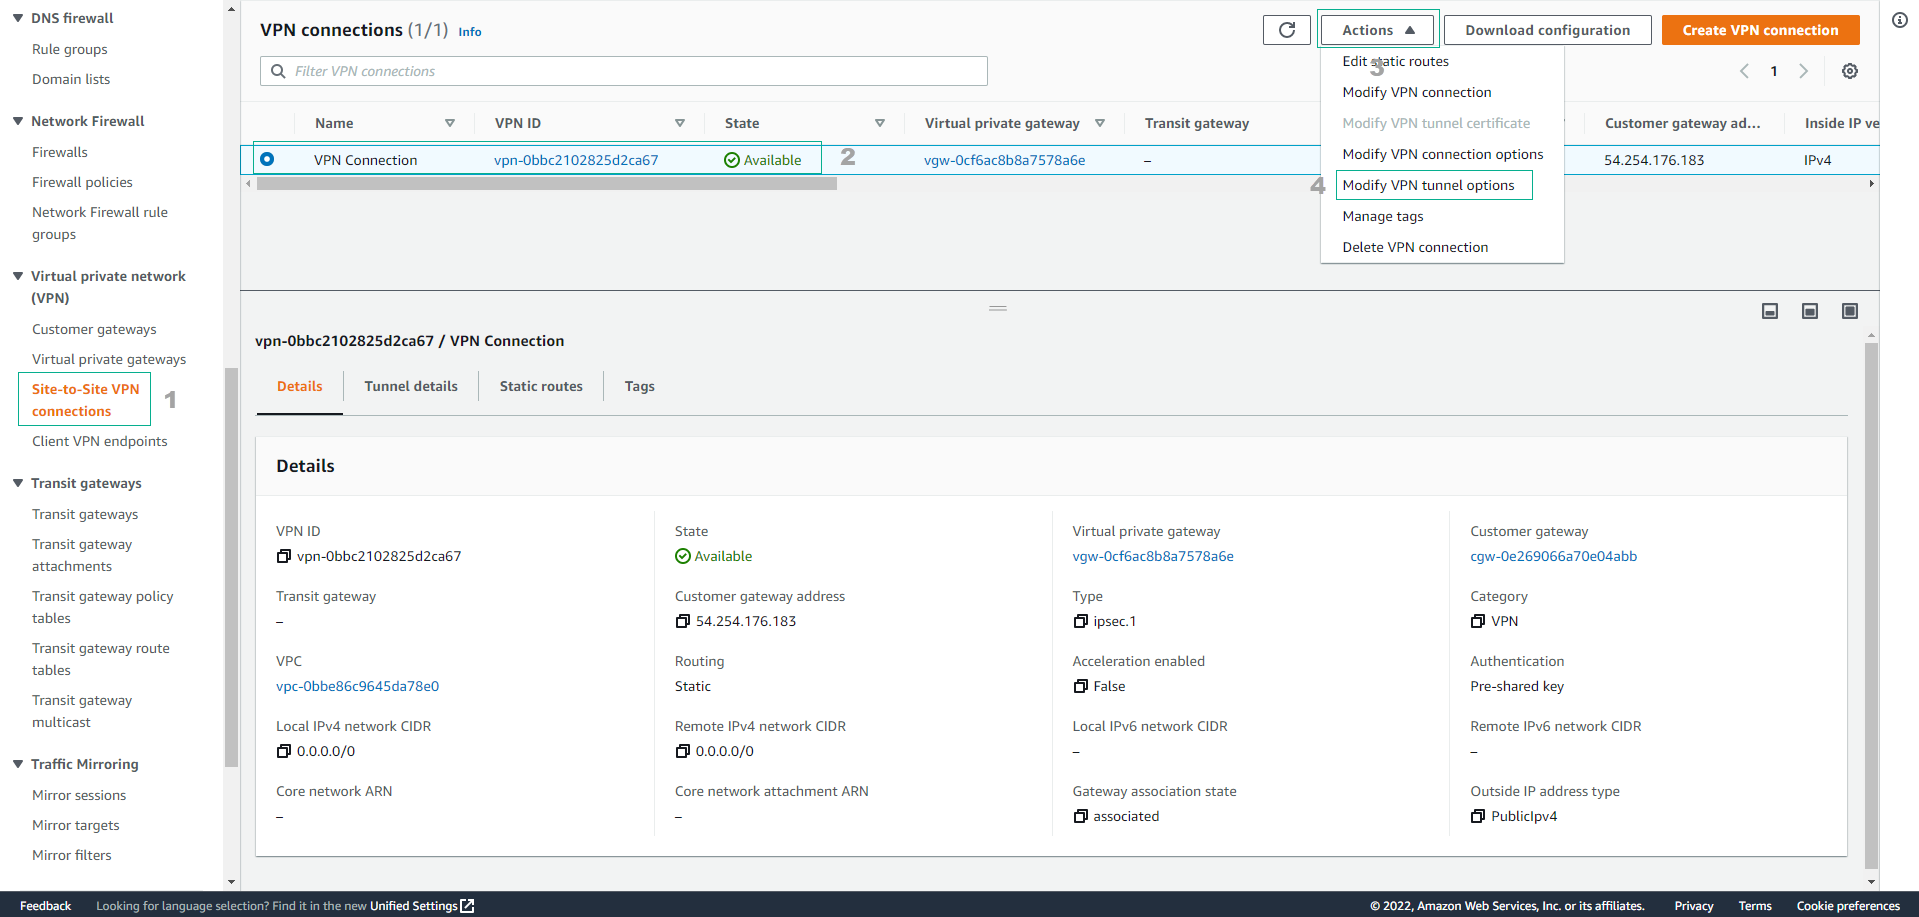 DNS firewall
Rule groups
Domain lists
Network Firewall
Firewalls
Firewall policies
Network Firewall rule
groups
Virtual private network
(VPN)
Customer gateways
Virtual private gateways
Site-to-Site VPN
connections
1
Client VPN endpoints
Transit gateways
Transit gateways
Transit gateway
attachments
Transit gateway policy
tables
Transit gateway route
tables
Transit gateway
multicast
Traffic Mirroring
Mirror sessions
Mirror targets
Mirror filters
VPN connections (1/1) Info
Actions
Download configuration
Create VPN connection
Filter VPN connections
1
3
Edit static routes
Modify VPN connection
Modify VPN tunnel certificate
Modify VPN connection options
4
Modify VPN tunnel options
Manage tags
Delete VPN connection
Name VPN ID State Virtual private gateway Transit gateway Customer gateway ad... Inside IP ve
VPN Connection vpn-0bbc2102825d2ca67 Available 2 vgw-0cf6ac8b8a7578a6e – 54.254.176.183 IPv4
vpn-0bbc2102825d2ca67 / VPN Connection
Details Tunnel details Static routes Tags
Details
VPN ID State Virtual private gateway Customer gateway
vpn-0bbc2102825d2ca67 Available vgw-0cf6ac8b8a7578a6e cgw-0e269066a70e04abb
Transit gateway Customer gateway address Type Category
– 54.254.176.183 ipsec.1 VPN
VPC Routing Acceleration enabled Authentication
vpc-0bbe86c9645da78e0 Static False Pre-shared key
Local IPv4 network CIDR Remote IPv4 network CIDR Local IPv6 network CIDR Remote IPv6 network CIDR
0.0.0.0/0 0.0.0.0/0 – –
Core network ARN Core network attachment ARN Gateway association state Outside IP address type
– – associated PublicIpv4
Feedback Looking for language selection? Find it in the new Unified Settings © 2022, Amazon Web Services, Inc. or its affiliates. Privacy Terms Cookie preferences